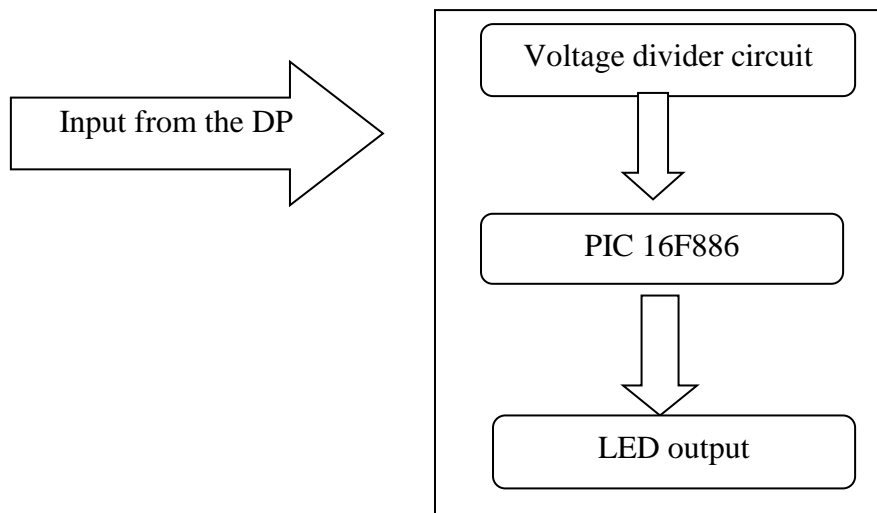 Voltage divider circuit
Input from the DP
PIC 16F886
LED output